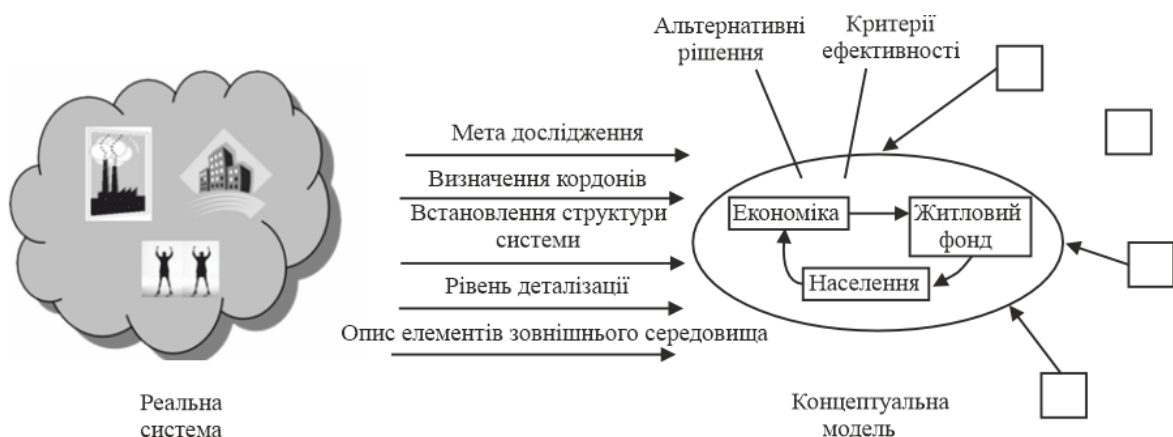 Альтернативні
рішення
Критерії
ефективності
Мета дослідження
Визначення кордонів
Встановлення структури
системи
Рівень деталізації
Опис елементів зовнішнього середовища
Економіка
Житловий
фонд
Населення
Реальна
система
Концептуальна
модель